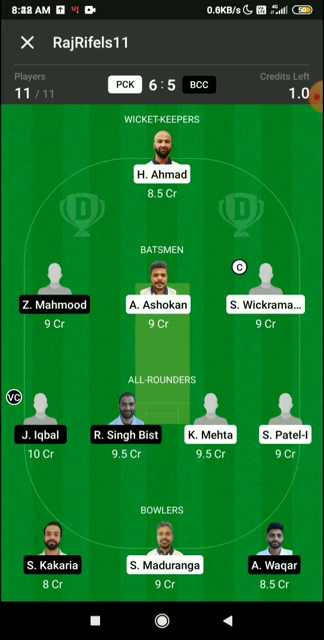 8:22 AM
0.6KB/s
4G
50
RajRifels11
Players
Credits Left
11 / 11
PCK 6 : 5 BCC
1.0
WICKET-KEEPERS
H. Ahmad
8.5 Cr
D D
BATSMEN
C
Z. Mahmood A. Ashokan S. Wickrama...
9 Cr 9 Cr 9 Cr
ALL-ROUNDERS
VC
J. Iqbal R. Singh Bist K. Mehta S. Patel-I
10 Cr 9.5 Cr 9.5 Cr 9 Cr
BOWLERS
S. Kakaria S. Maduranga A. Waqar
8 Cr 9 Cr 8.5 Cr